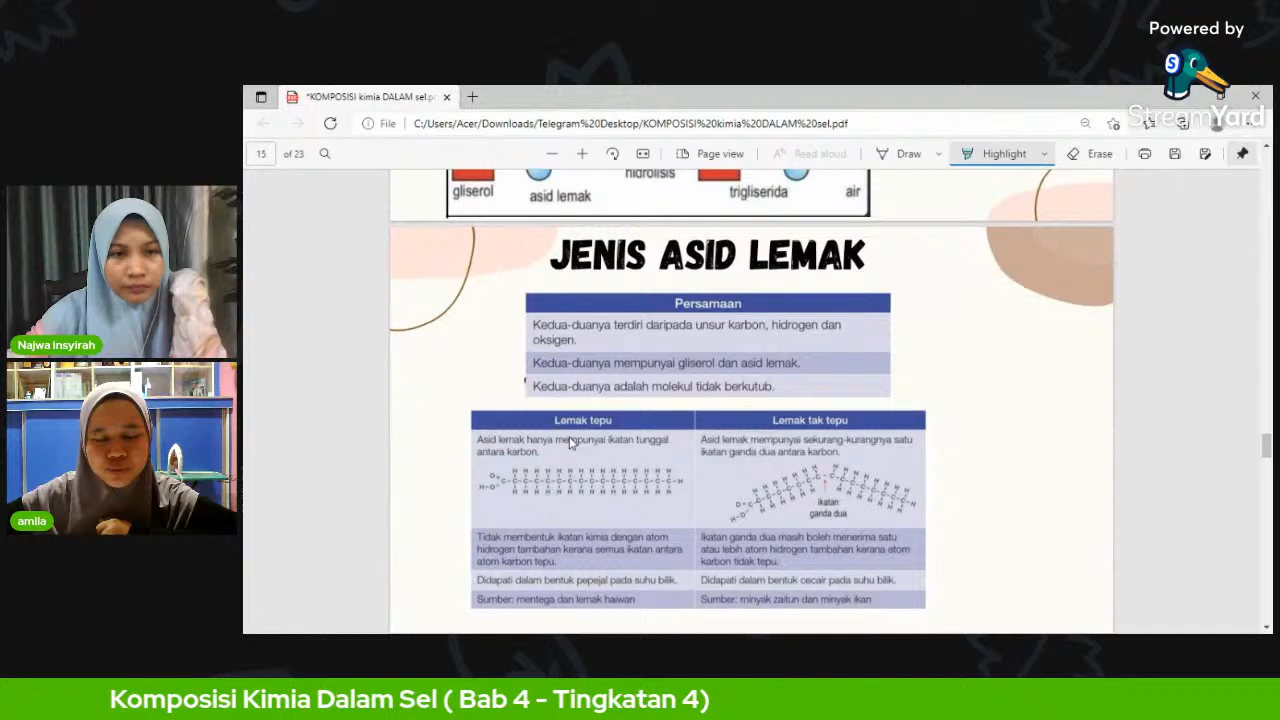 Powered by
StreamYard
*KOMPOSISI kimia DALAM sel.p
File
C:/Users/Acer/Downloads/Telegram%20Desktop/KOMPOSISI%20kimia%20DALAM%20sel.pdf
15 of 23
Page view
Read aloud
Draw
Highlight
Erase
gliserol
asid lemak
hidrolisis
trigliserida
air
JENIS ASID LEMAK
Persamaan
Kedua-duanya terdiri daripada unsur karbon, hidrogen dan
oksigen.
Kedua-duanya mempunyai gliserol dan asid lemak.
Kedua-duanya adalah molekul tidak berkutub.
Lemak tepu
Asid lemak hanya mempunyai ikatan tunggal
antara karbon.
Tidak membentuk ikatan kimia dengan atom
hidrogen tambahan kerana semua ikatan antara
atom karbon tepu.
Didapati dalam bentuk pepejal pada suhu bilik.
Sumber: mentega dan lemak haiwan
Lemak tak tepu
Asid lemak mempunyai sekurang-kurangnya satu
ikatan ganda dua antara karbon.
ikatan
ganda dua
Ikatan ganda dua masih boleh menerima satu
atau lebih atom hidrogen tambahan kerana atom
karbon tidak tepu.
Didapati dalam bentuk cecair pada suhu bilik.
Sumber: minyak zaitun dan minyak ikan
Najwa Insyirah
amila
Komposisi Kimia Dalam Sel ( Bab 4 - Tingkatan 4)